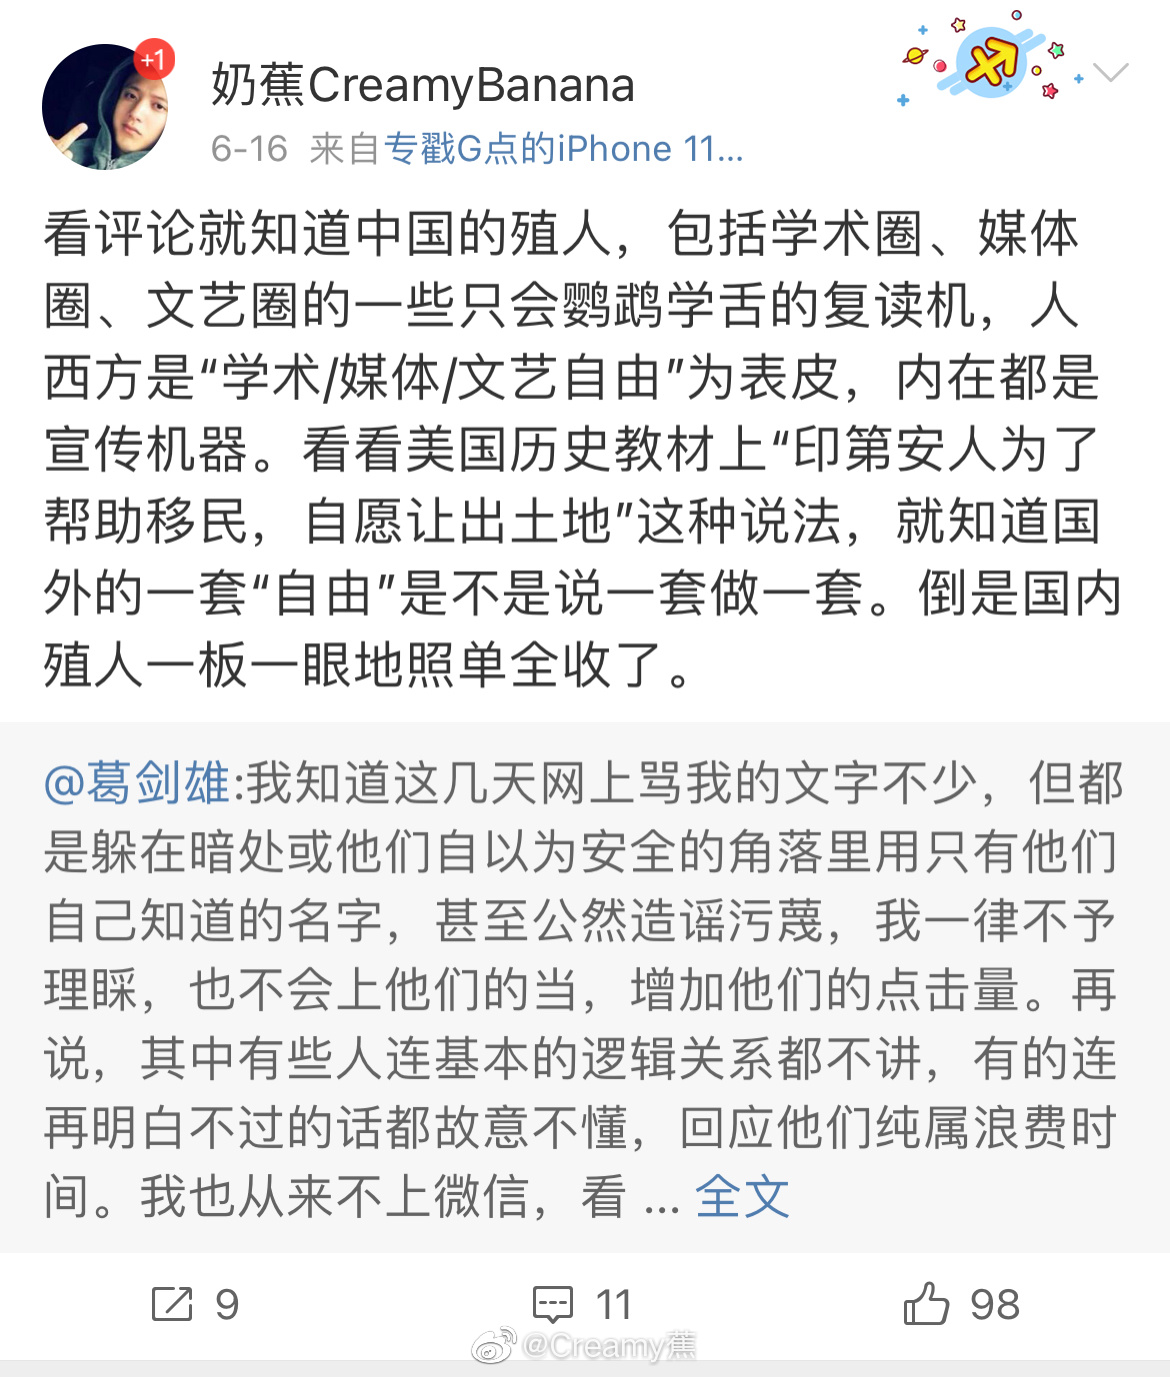 +1
奶蕉CreamyBanana
6-16 来自专戳G点的iPhone 11...
看评论就知道中国的殖人，包括学术圈、媒体
圈、文艺圈的一些只会鹦鹉学舌的复读机，人
西方是“学术/媒体/文艺自由”为表皮，内在都是
宣传机器。看看美国历史教材上“印第安人为了
帮助移民，自愿让出土地”这种说法，就知道国
外的一套“自由”是不是说一套做一套。倒是国内
殖人一板一眼地照单全收了。
@葛剑雄:我知道这几天网上骂我的文字不少，但都
是躲在暗处或他们自以为安全的角落里用只有他们
自己知道的名字，甚至公然造谣污蔑，我一律不予
理睬，也不会上他们的当，增加他们的点击量。再
说，其中有些人连基本的逻辑关系都不讲，有的连
再明白不过的话都故意不懂，回应他们纯属浪费时
间。我也从来不上微信，看 ... 全文
9 11 98
@Creamy蕉